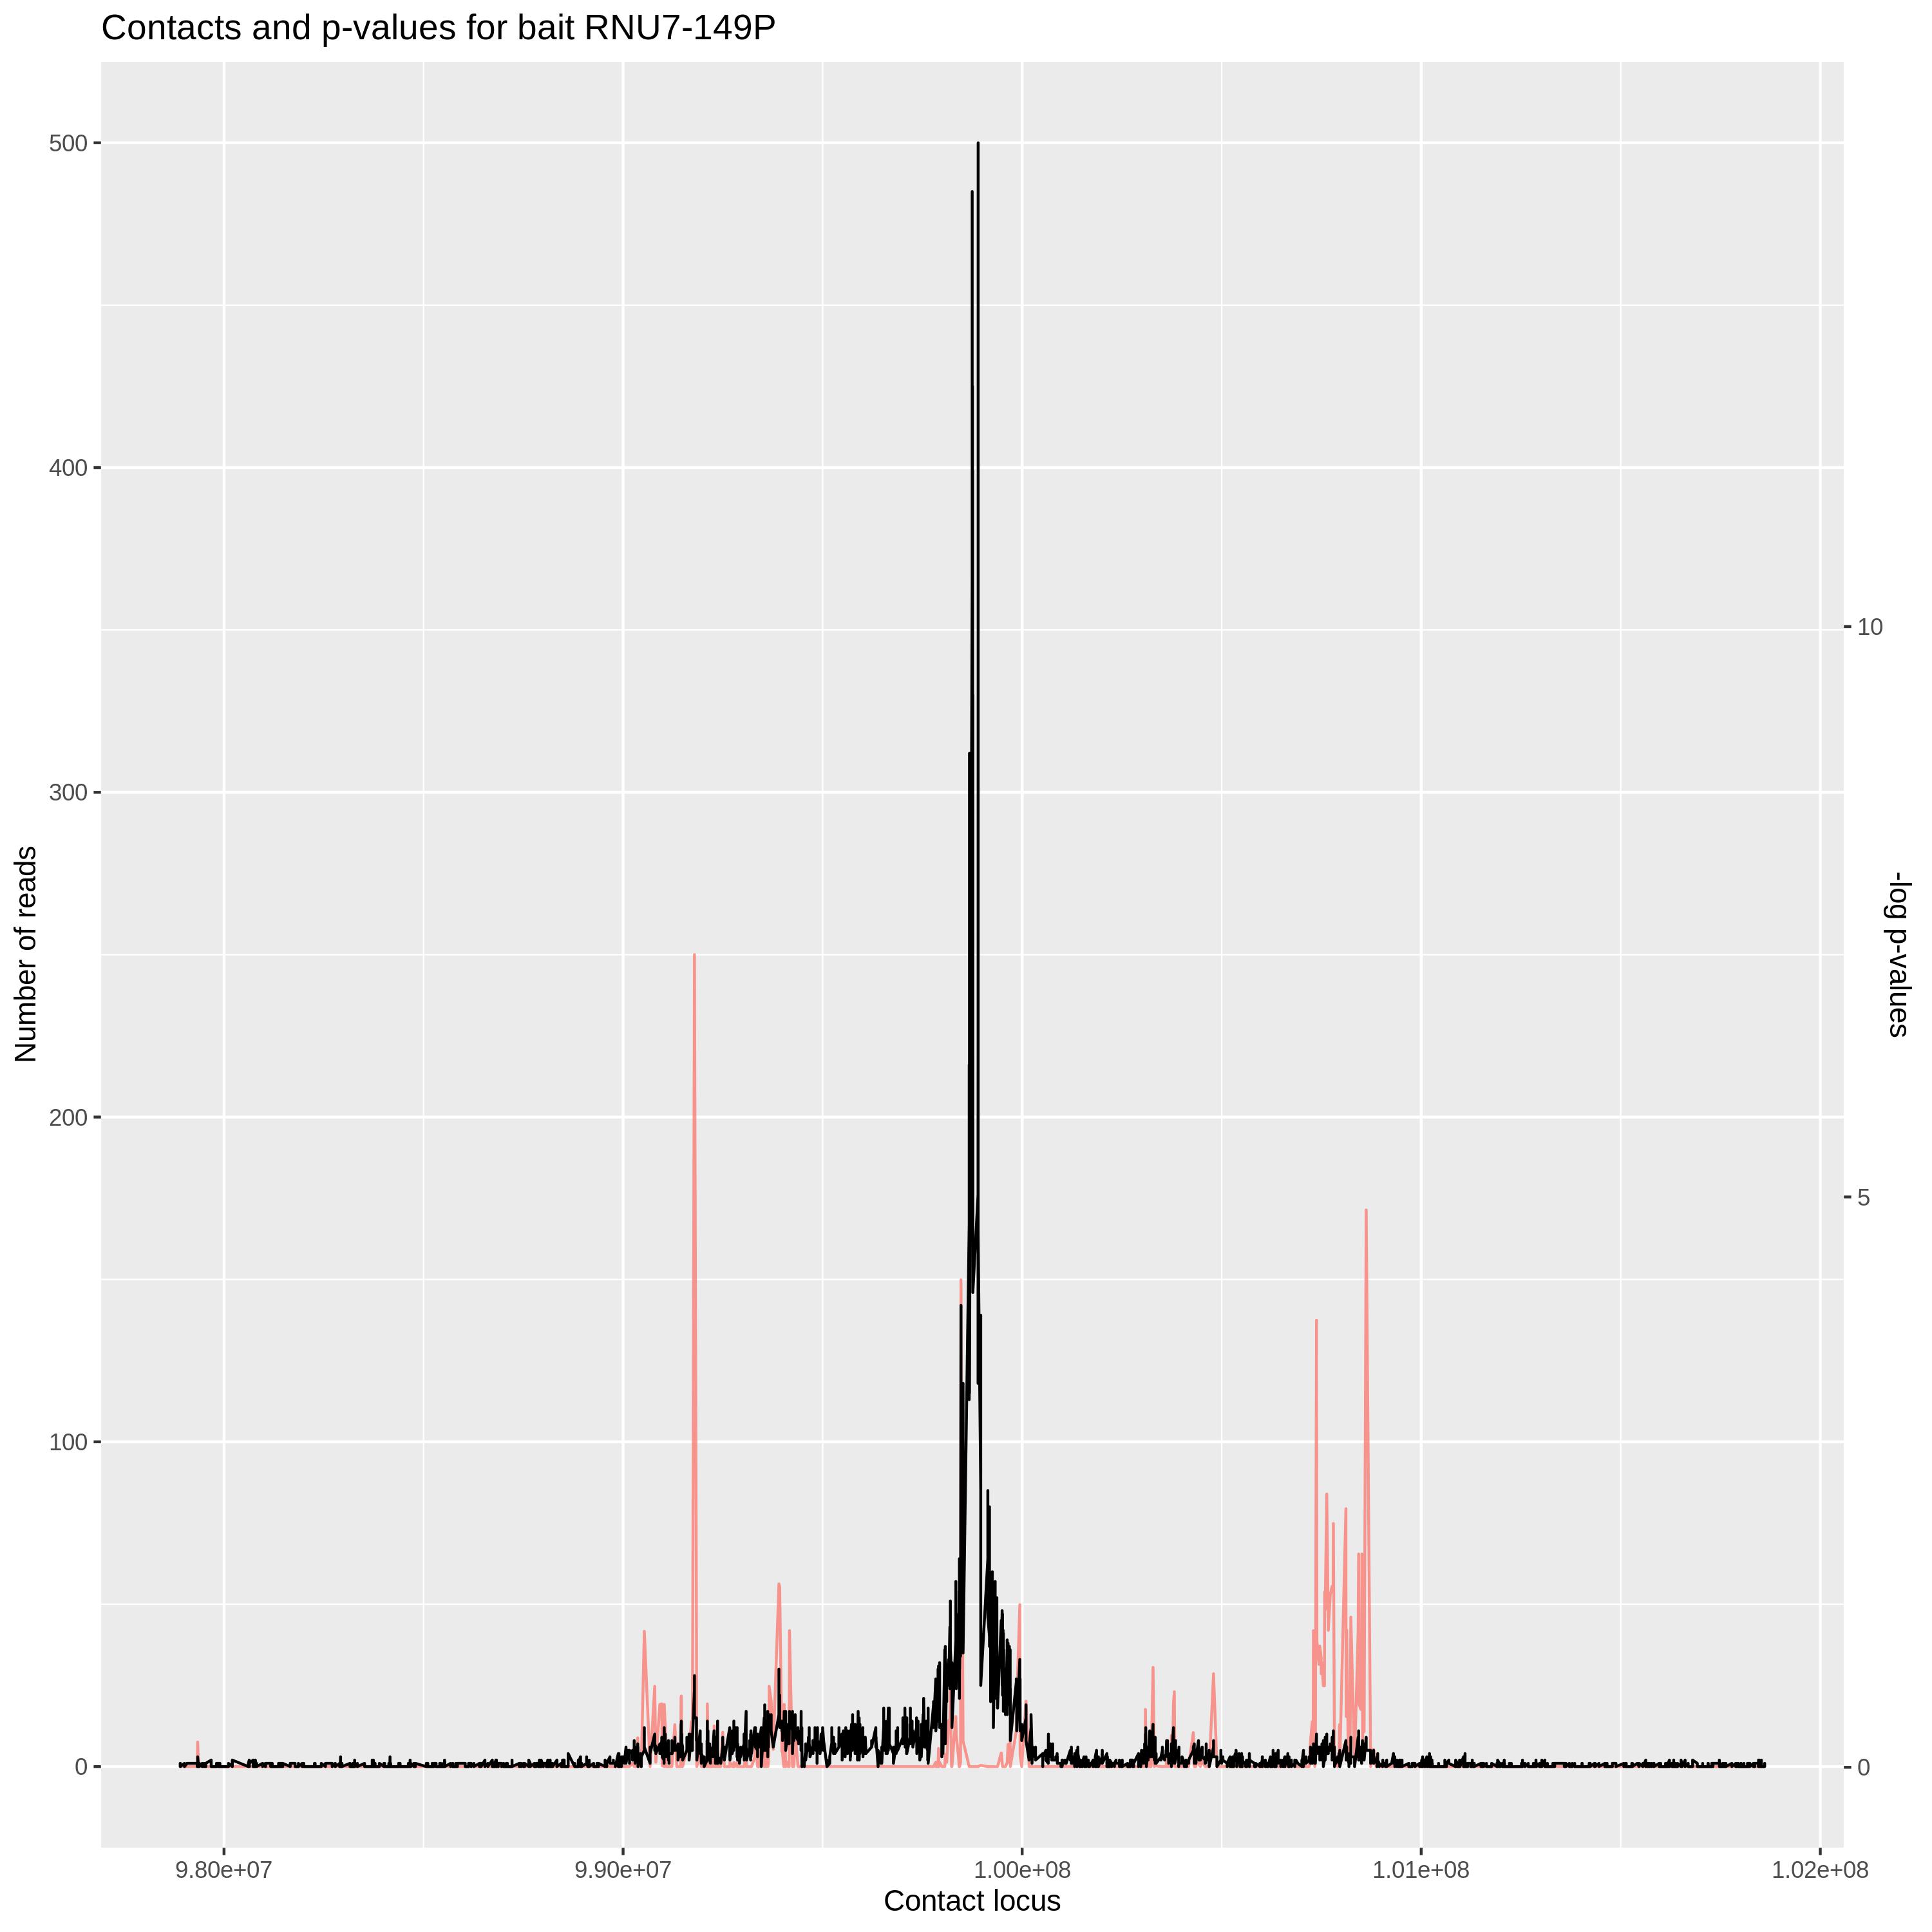 Contacts and p-values for bait RNU7-149P
500
400
300
200
100
0
Number of reads
10
5
0
-log p-values
9.80e+07
9.90e+07
1.00e+08
1.01e+08
1.02e+08
Contact locus